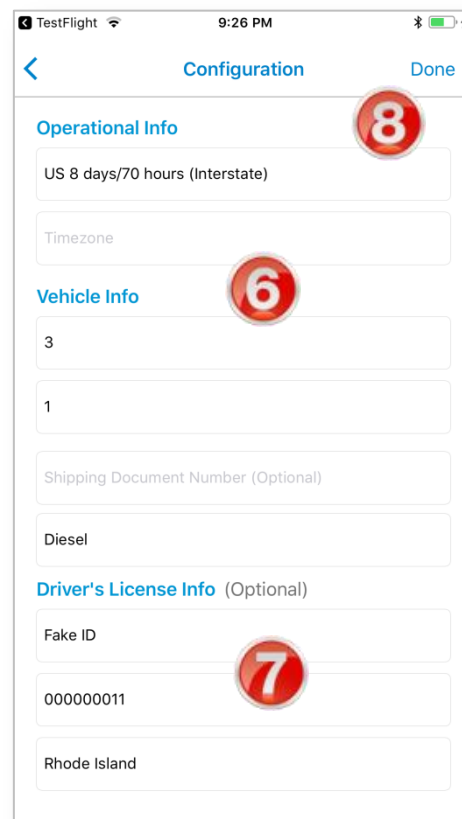 TestFlight 9:26 PM
Configuration Done
8
Operational Info
US 8 days/70 hours (Interstate)
Timezone
6
Vehicle Info
3
1
Shipping Document Number (Optional)
Diesel
Driver's License Info (Optional)
Fake ID
7
000000011
Rhode Island